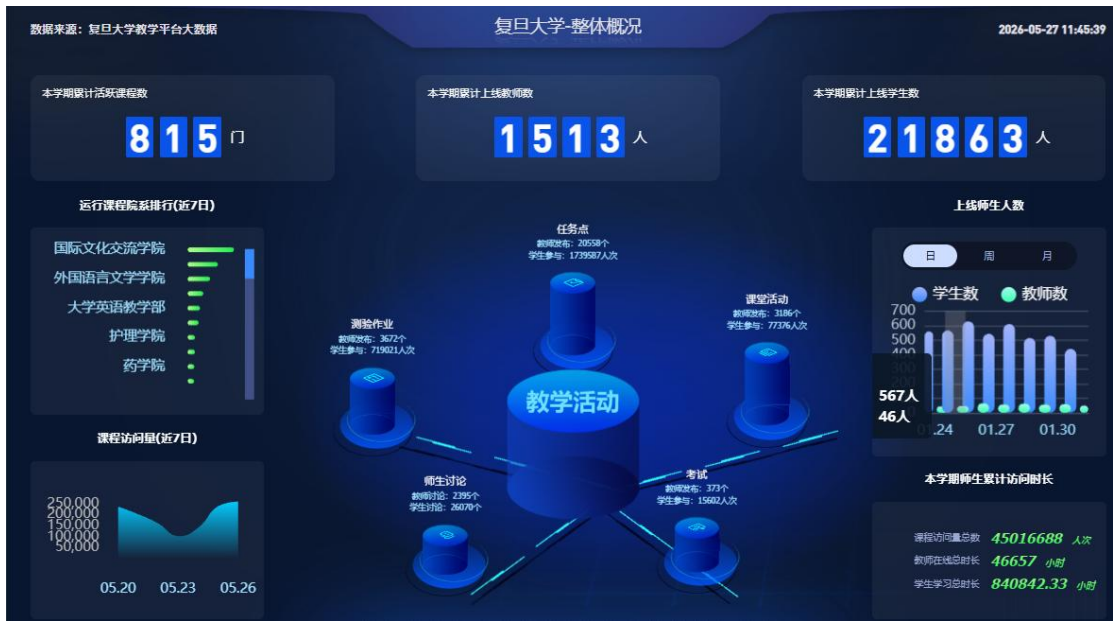 数据来源：复旦大学教学平台大数据
复旦大学-整体概况
2026-05-27 11:45:39
本学期累计活跃课程数
815 门
本学期累计上线教师数
1513 人
本学期累计上线学生数
21863 人
运行课程院系排行(近7日)
国际文化交流学院
外国语言文学学院
大学英语教学部
护理学院
药学院
课程访问量(近7日)
250,000
200,000
150,000
100,000
50,000
05.20 05.23 05.26
任务点
教师发布：20558个
学生参与：1739587人次
课堂活动
教师发布：3186个
学生参与：77376人次
测验作业
教师发布：3672个
学生参与：719021人次
教学活动
师生讨论
教师讨论：2395个
学生讨论：26070个
考试
教师发布：373个
学生参与：15602人次
上线师生人数
日 周 月
学生数 教师数
700
600
500
400
567人
46人
.24 01.27 01.30
本学期师生累计访问时长
课程访问量总数 45016688 人次
教师在线总时长 46657 小时
学生学习总时长 840842.33 小时